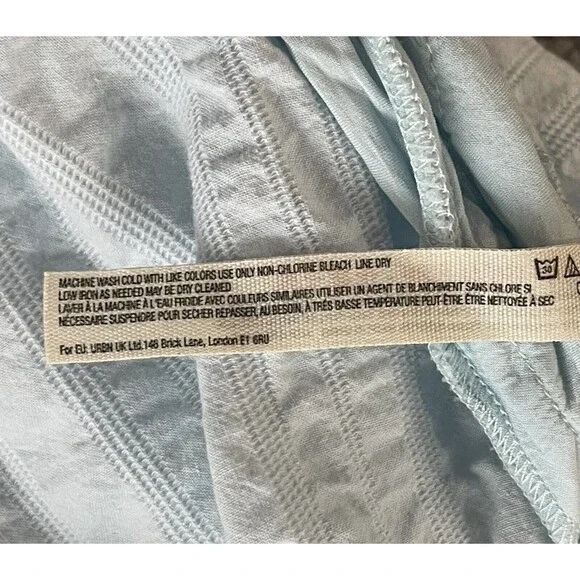 MACHINE WASH COLD WITH LIKE COLORS USE ONLY NON-CHLORINE BLEACH LINE DRY
LOW IRON AS NEEDED MAY BE DRY CLEANED
LAVER À LA MACHINE À L'EAU FROIDE AVEC COULEURS SIMILAIRES UTILISER UN AGENT DE BLANCHIMENT SANS CHLORE SI
NÉCESSAIRE SUSPENDRE POUR SECHER REPASSER, AU BESOIN, À TRÈS BASSE TEMPÉRATURE PEUT-ÊTRE NETTOYÉE À SEC
For EU: URBN UK Ltd.146 Brick Lane, London E1 6RU
30